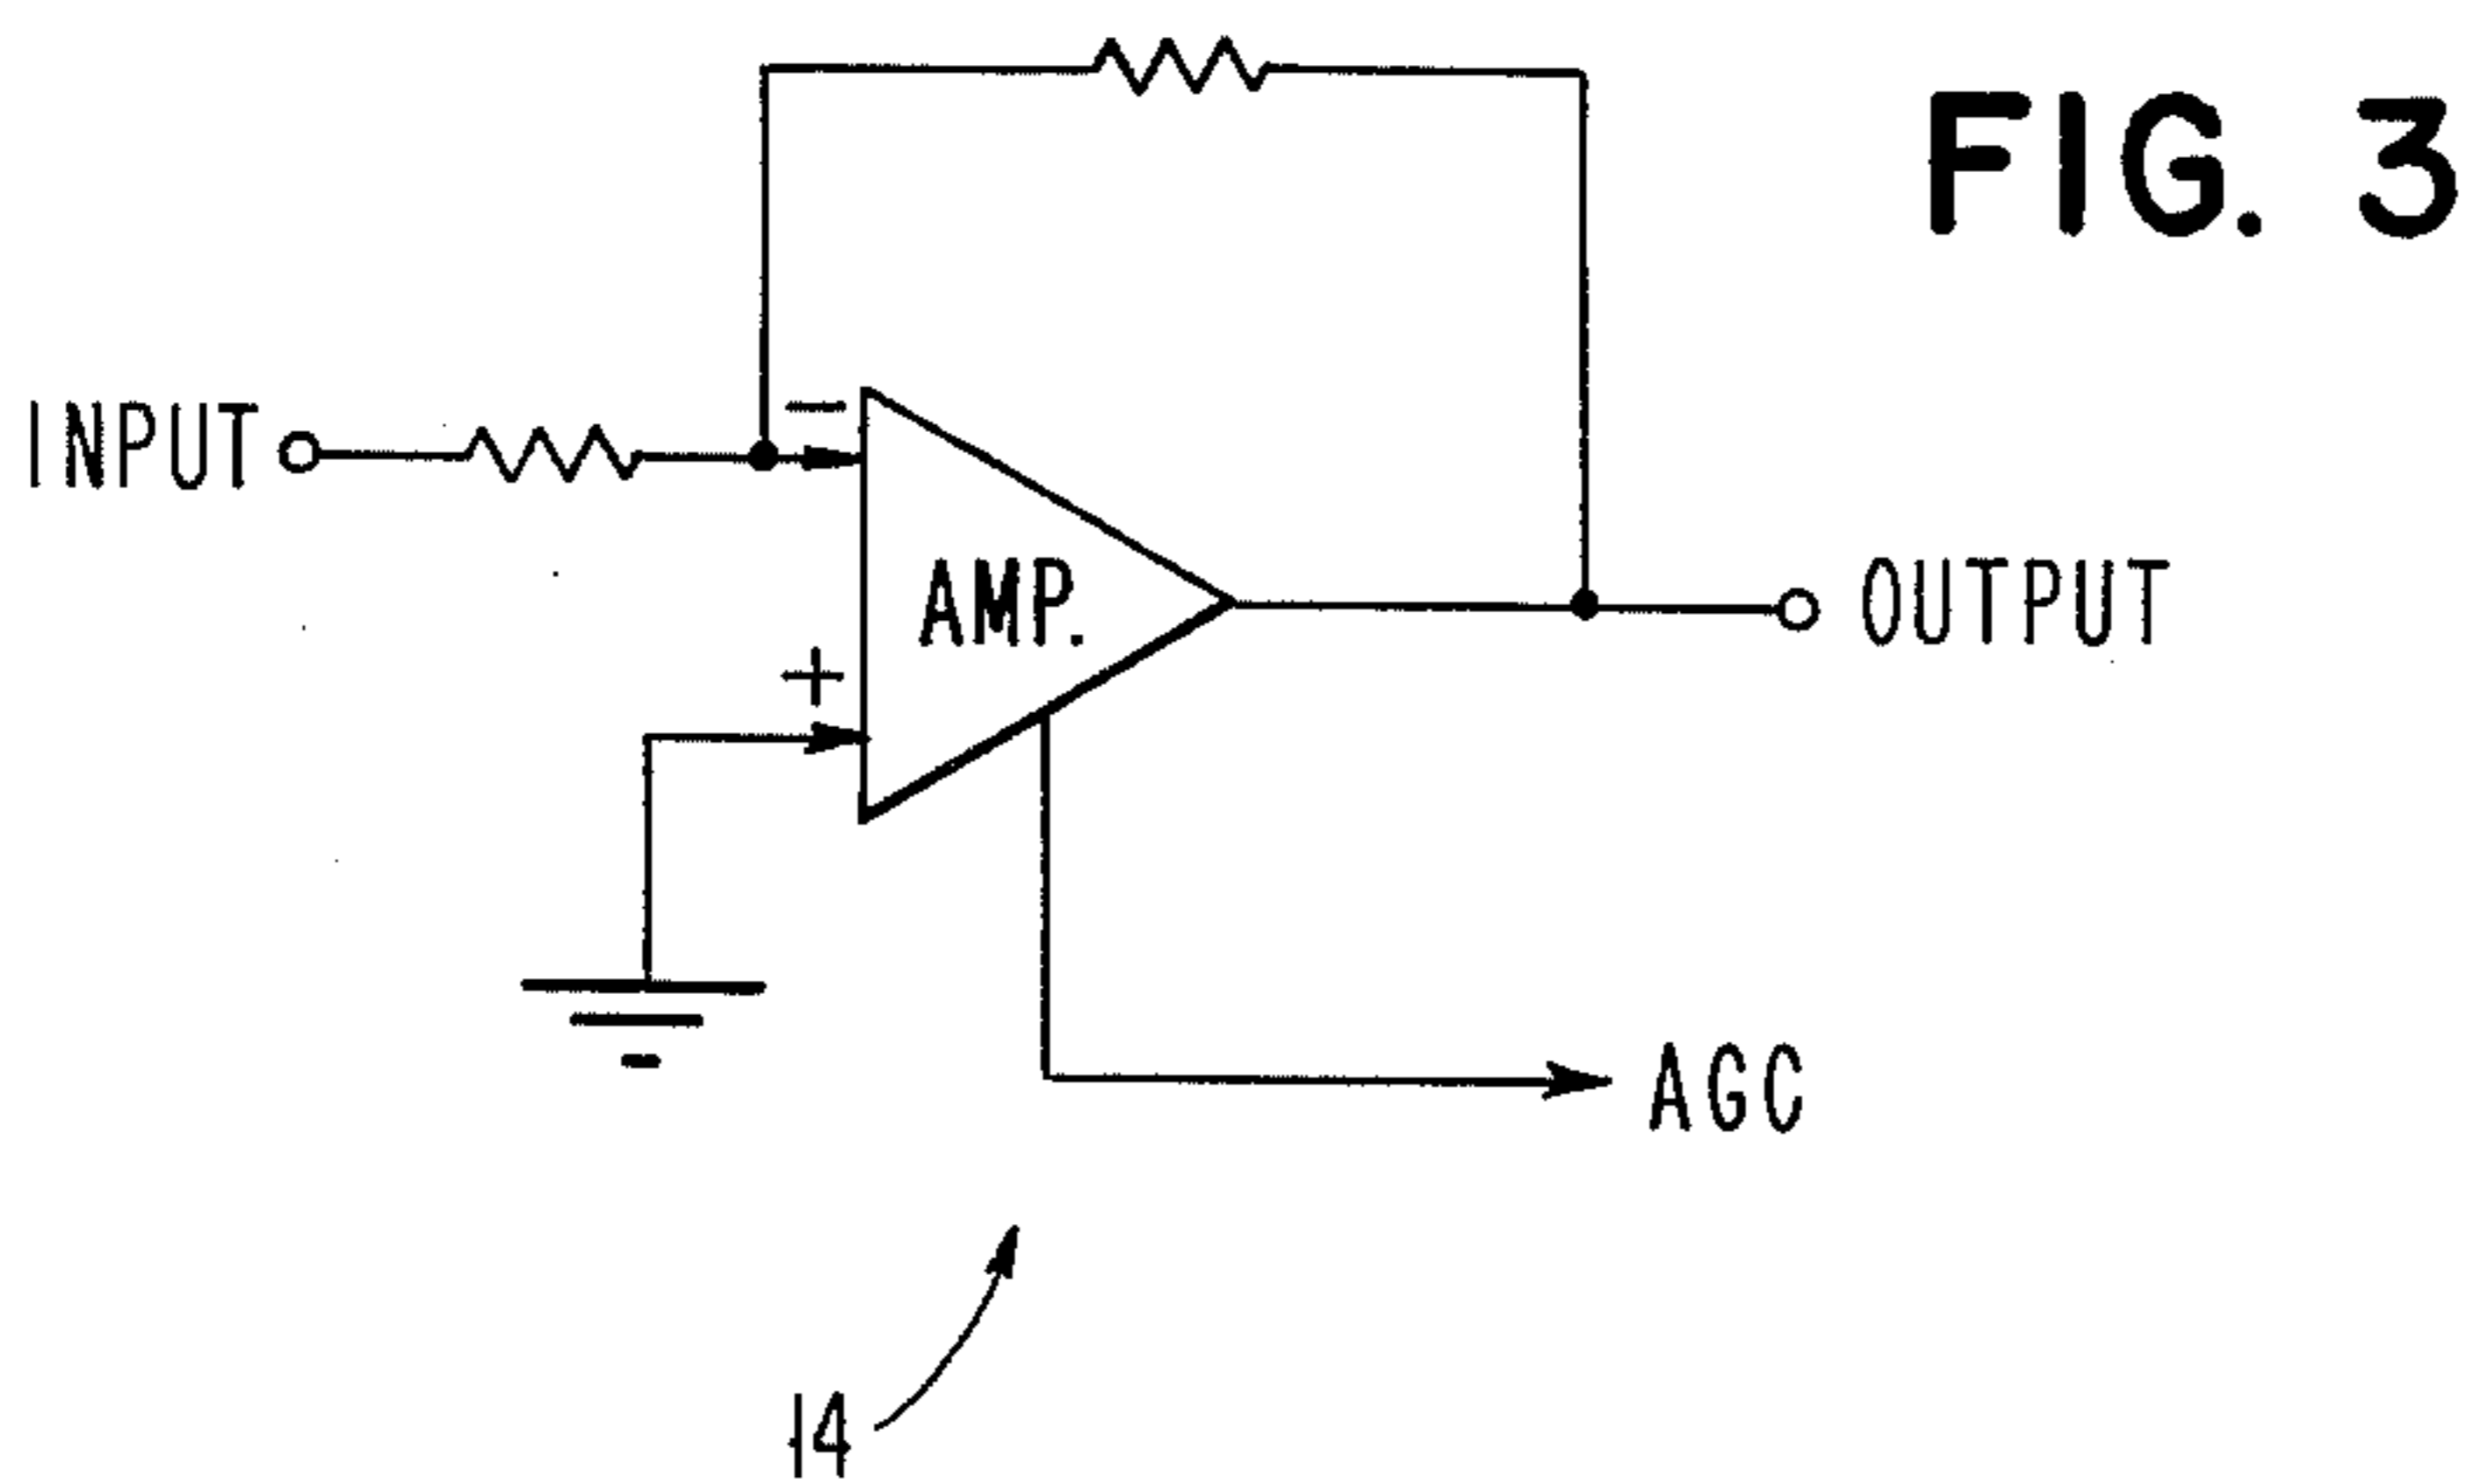 FIG. 3
INPUT
−
AMP.
+
OUTPUT
AGC
14